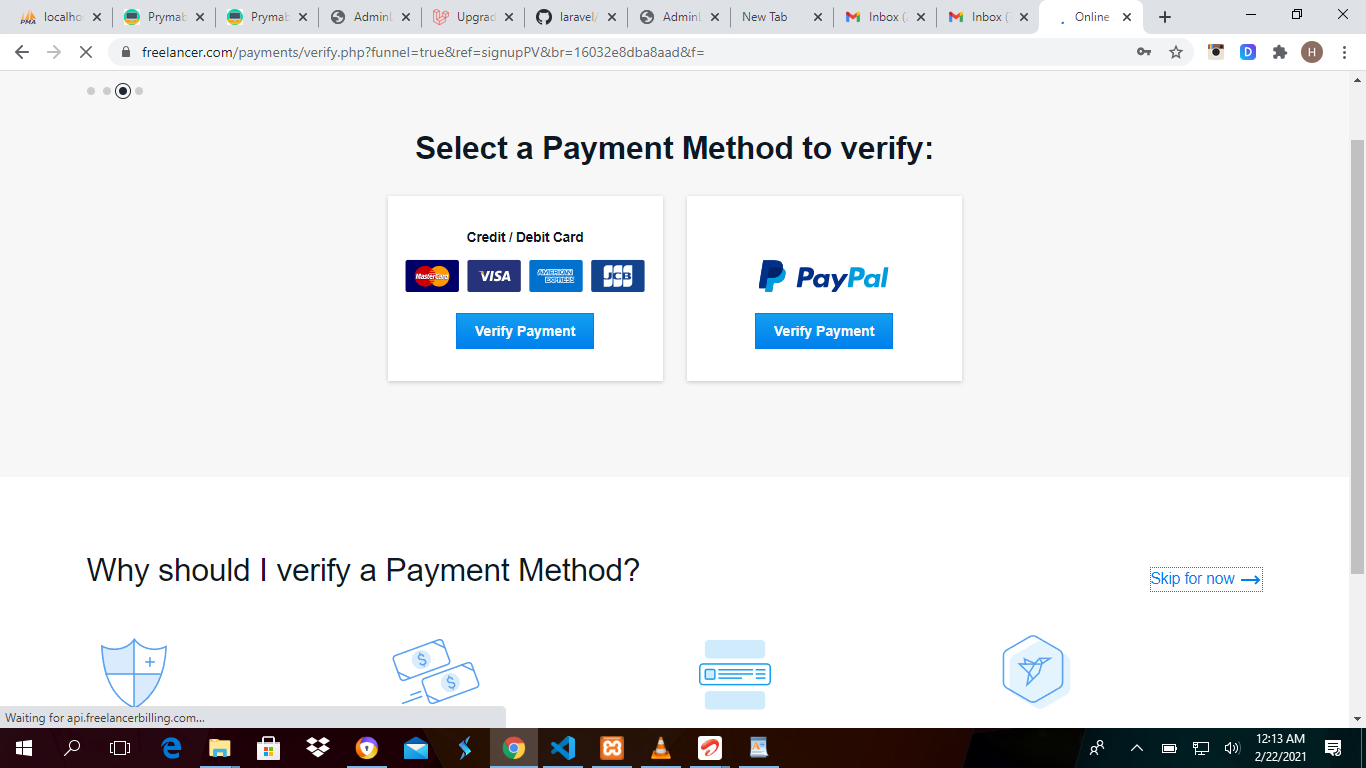 localho
Prymab
Prymab
AdminL
Upgrad
laravel/
AdminL
New Tab
Inbox (
Inbox (
Online
freelancer.com/payments/verify.php?funnel=true&ref=signupPV&br=16032e8dba8aad&f=
H
Select a Payment Method to verify:
Credit / Debit Card
MasterCard VISA AMERICAN EXPRESS JCB
PayPal
Verify Payment
Verify Payment
Why should I verify a Payment Method?
Skip for now
Waiting for api.freelancerbilling.com...
12:13 AM
2/22/2021